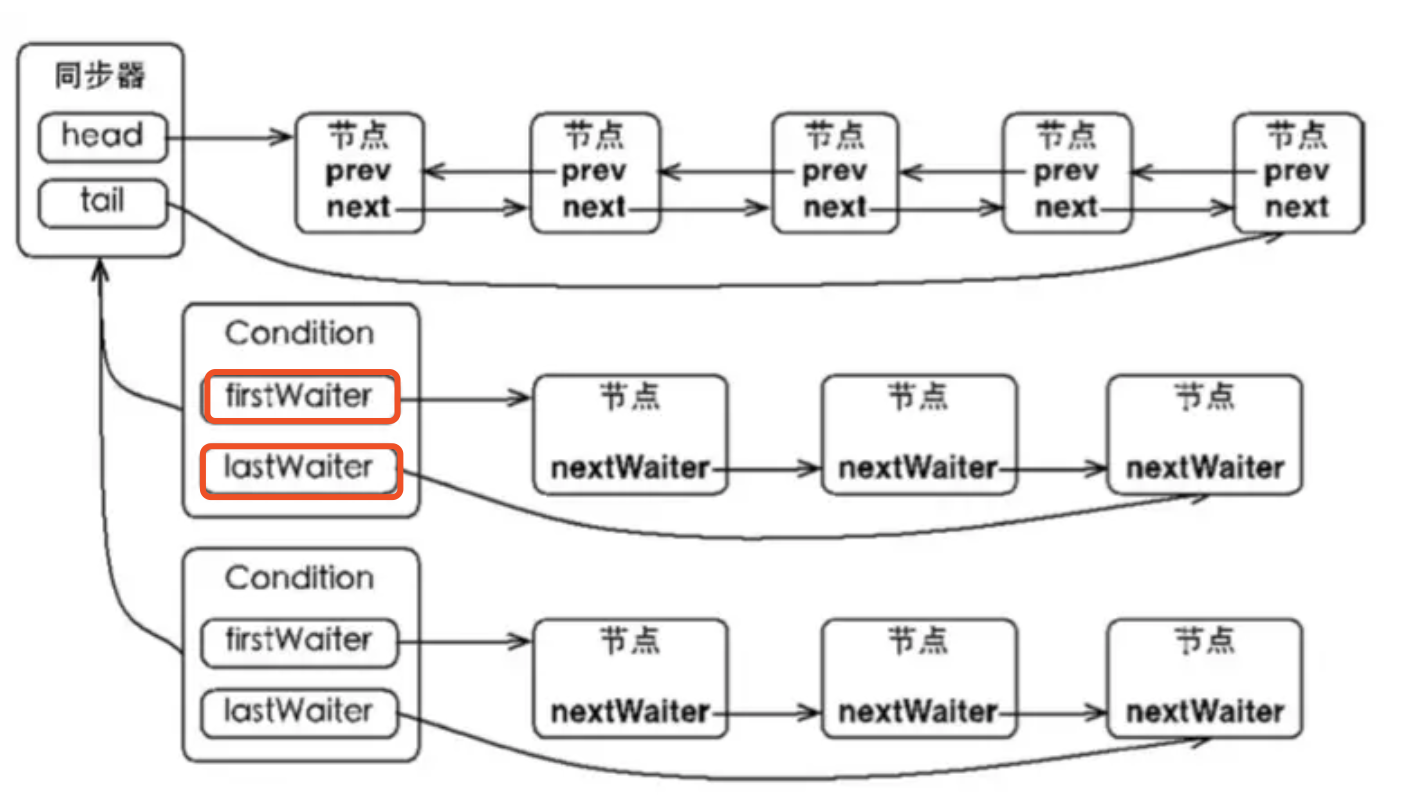 同步器
head
tail
节点 节点 节点 节点 节点
prev prev prev prev prev
next next next next next
Condition
firstWaiter
lastWaiter
节点 节点 节点
nextWaiter nextWaiter nextWaiter
Condition
firstWaiter
lastWaiter
节点 节点 节点
nextWaiter nextWaiter nextWaiter